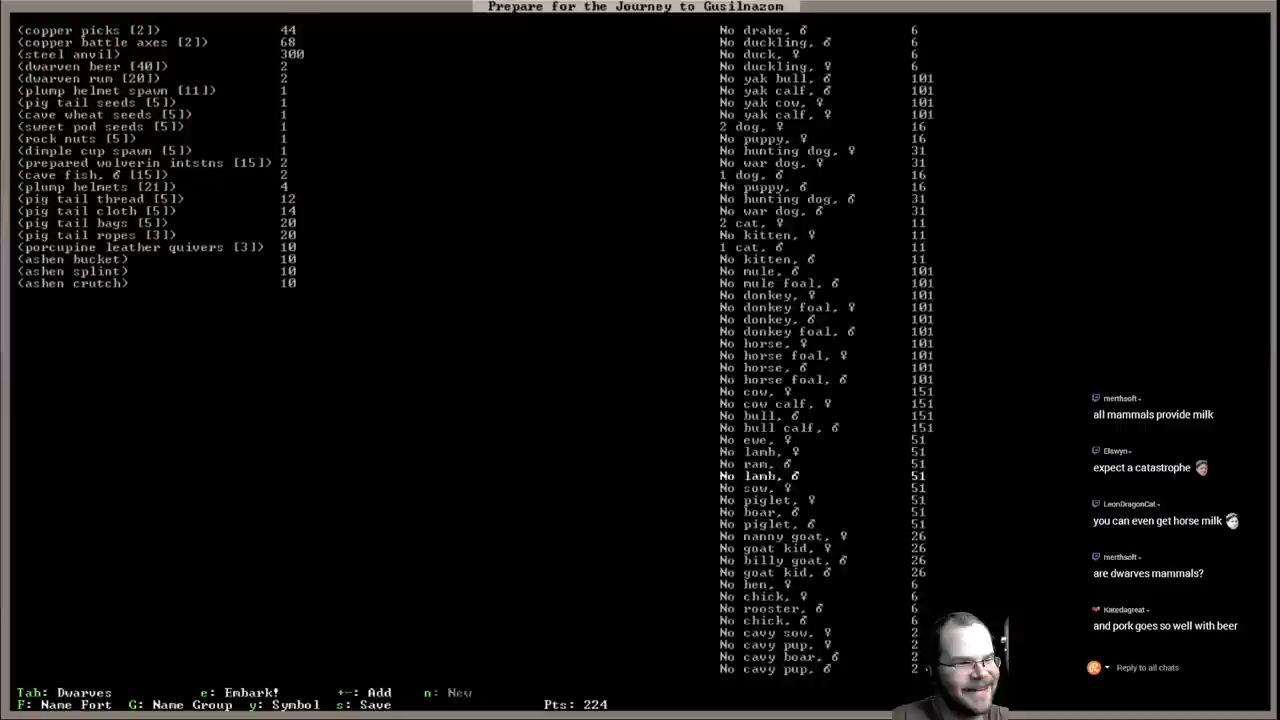 Prepare for the Journey to Gusilnazom
(copper picks [2]) 44
(copper battle axes [2]) 68
(steel anvil) 300
(dwarven beer [40]) 2
(dwarven rum [20]) 2
(plump helmet spawn [11]) 1
(pig tail seeds [5]) 1
(cave wheat seeds [5]) 1
(sweet pod seeds [5]) 1
(rock nuts [5]) 1
(dimple cup spawn [5]) 1
(prepared wolverin intstns [15]) 2
(cave fish, ♂ [15]) 2
(plump helmets [21]) 4
(pig tail thread [5]) 12
(pig tail cloth [5]) 14
(pig tail bags [5]) 20
(pig tail ropes [3]) 20
(porcupine leather quivers [3]) 10
(ashen bucket) 10
(ashen splint) 10
(ashen crutch) 10
No drake, ♂ 6
No duckling, ♂ 6
No duck, ♀ 6
No duckling, ♀ 6
No yak bull, ♂ 101
No yak calf, ♂ 101
No yak cow, ♀ 101
No yak calf, ♀ 101
2 dog, ♀ 16
No puppy, ♀ 16
No hunting dog, ♀ 31
No war dog, ♀ 31
1 dog, ♂ 16
No puppy, ♂ 16
No hunting dog, ♂ 31
No war dog, ♂ 31
2 cat, ♀ 11
No kitten, ♀ 11
1 cat, ♂ 11
No kitten, ♂ 11
No mule, ♂ 101
No mule foal, ♂ 101
No donkey, ♀ 101
No donkey foal, ♀ 101
No donkey, ♂ 101
No donkey foal, ♂ 101
No horse, ♀ 101
No horse foal, ♀ 101
No horse, ♂ 101
No horse foal, ♂ 101
No cow, ♀ 151
No cow calf, ♀ 151
No bull, ♂ 151
No bull calf, ♂ 151
No ewe, ♀ 51
No lamb, ♀ 51
No ram, ♂ 51
No lamb, ♂ 51
No sow, ♀ 51
No piglet, ♀ 51
No boar, ♂ 51
No piglet, ♂ 51
No nanny goat, ♀ 26
No goat kid, ♀ 26
No billy goat, ♂ 26
No goat kid, ♂ 26
No hen, ♀ 6
No chick, ♀ 6
No rooster, ♂ 6
No chick, ♂ 6
No cavy sow, ♀ 2
No cavy pup, ♀ 2
No cavy boar, ♂ 2
No cavy pup, ♂ 2
merthsoft
all mammals provide milk
Elswyn
expect a catastrophe
LeonDragonCat
you can even get horse milk
merthsoft
are dwarves mammals?
Katedagreat
and pork goes so well with beer
Reply to all chats
Tab: Dwarves e: Embark! +-: Add n: New
F: Name Fort G: Name Group y: Symbol s: Save Pts: 224